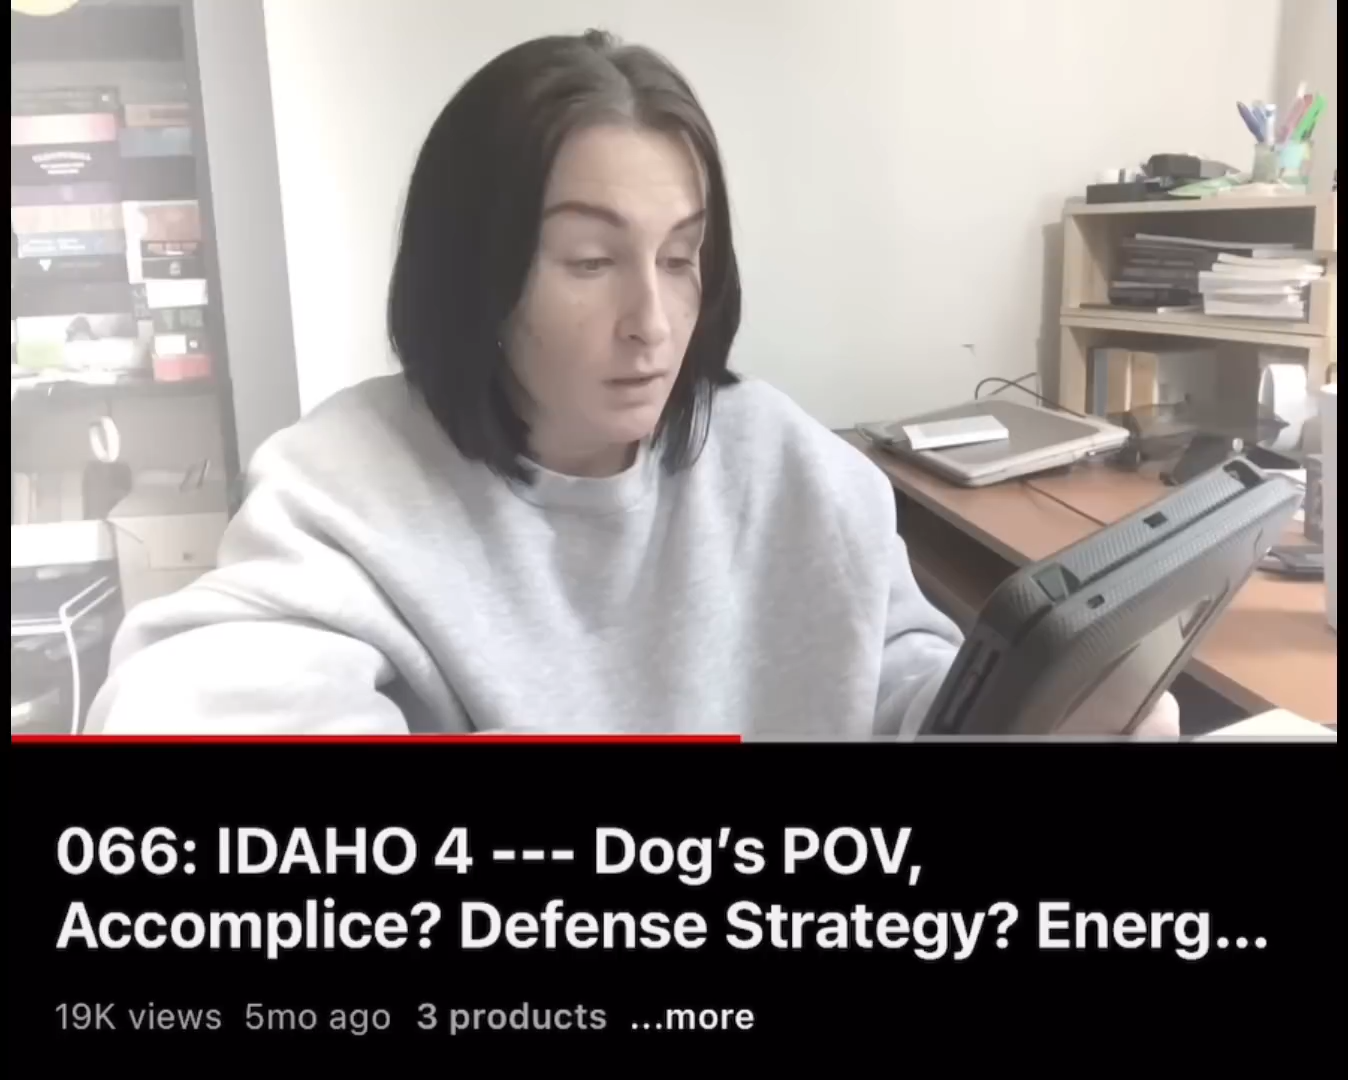 066: IDAHO 4 --- Dog’s POV,
Accomplice? Defense Strategy? Energ...
19K views 5mo ago 3 products ...more